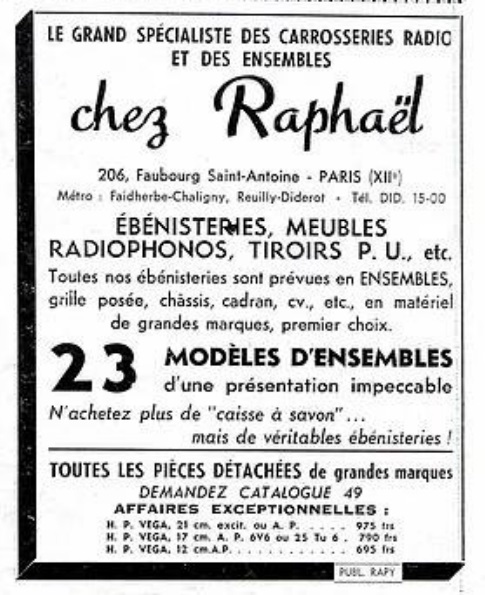 LE GRAND SPÉCIALISTE DES CARROSSERIES RADIO
ET DES ENSEMBLES
chez Raphaël
206, Faubourg Saint-Antoine - PARIS (XIIe)
Métro : Faidherbe-Chaligny, Reuilly-Diderot - Tél. DID. 15-00
ÉBÉNISTERIES, MEUBLES
RADIOPHONOS, TIROIRS P. U., etc.
Toutes nos ébénisteries sont prévues en ENSEMBLES,
grille posée, châssis, cadran, cv., etc., en matériel
de grandes marques, premier choix.
23 MODÈLES D'ENSEMBLES
d'une présentation impeccable
N'achetez plus de "caisse à savon"...
mais de véritables ébénisteries !
TOUTES LES PIÈCES DÉTACHÉES de grandes marques
DEMANDEZ CATALOGUE 49
AFFAIRES EXCEPTIONNELLES :
H. P. VEGA, 21 cm. excit. ou A. P. . . . . . 975 frs
H. P. VEGA, 17 cm. A. P. 6V6 ou 25 Tu 6 . 790 frs
H. P. VEGA, 12 cm.A.P. . . . . . . . . . . . 695 frs
PUBL. RAPY